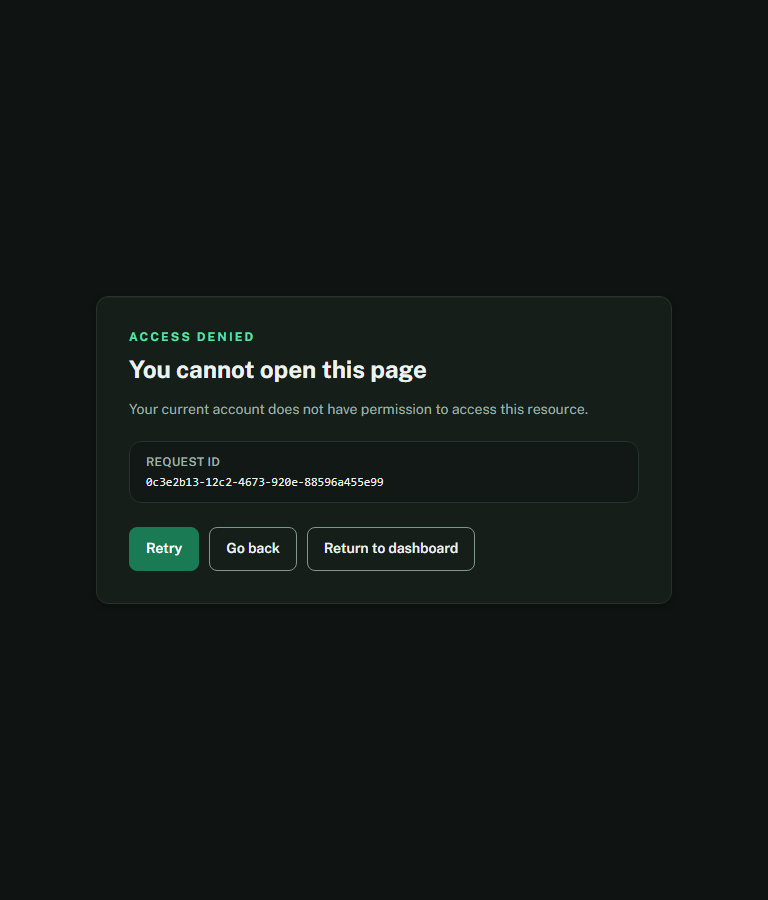 ACCESS DENIED
You cannot open this page
Your current account does not have permission to access this resource.
REQUEST ID
0c3e2b13-12c2-4673-920e-88596a455e99
Retry
Go back
Return to dashboard